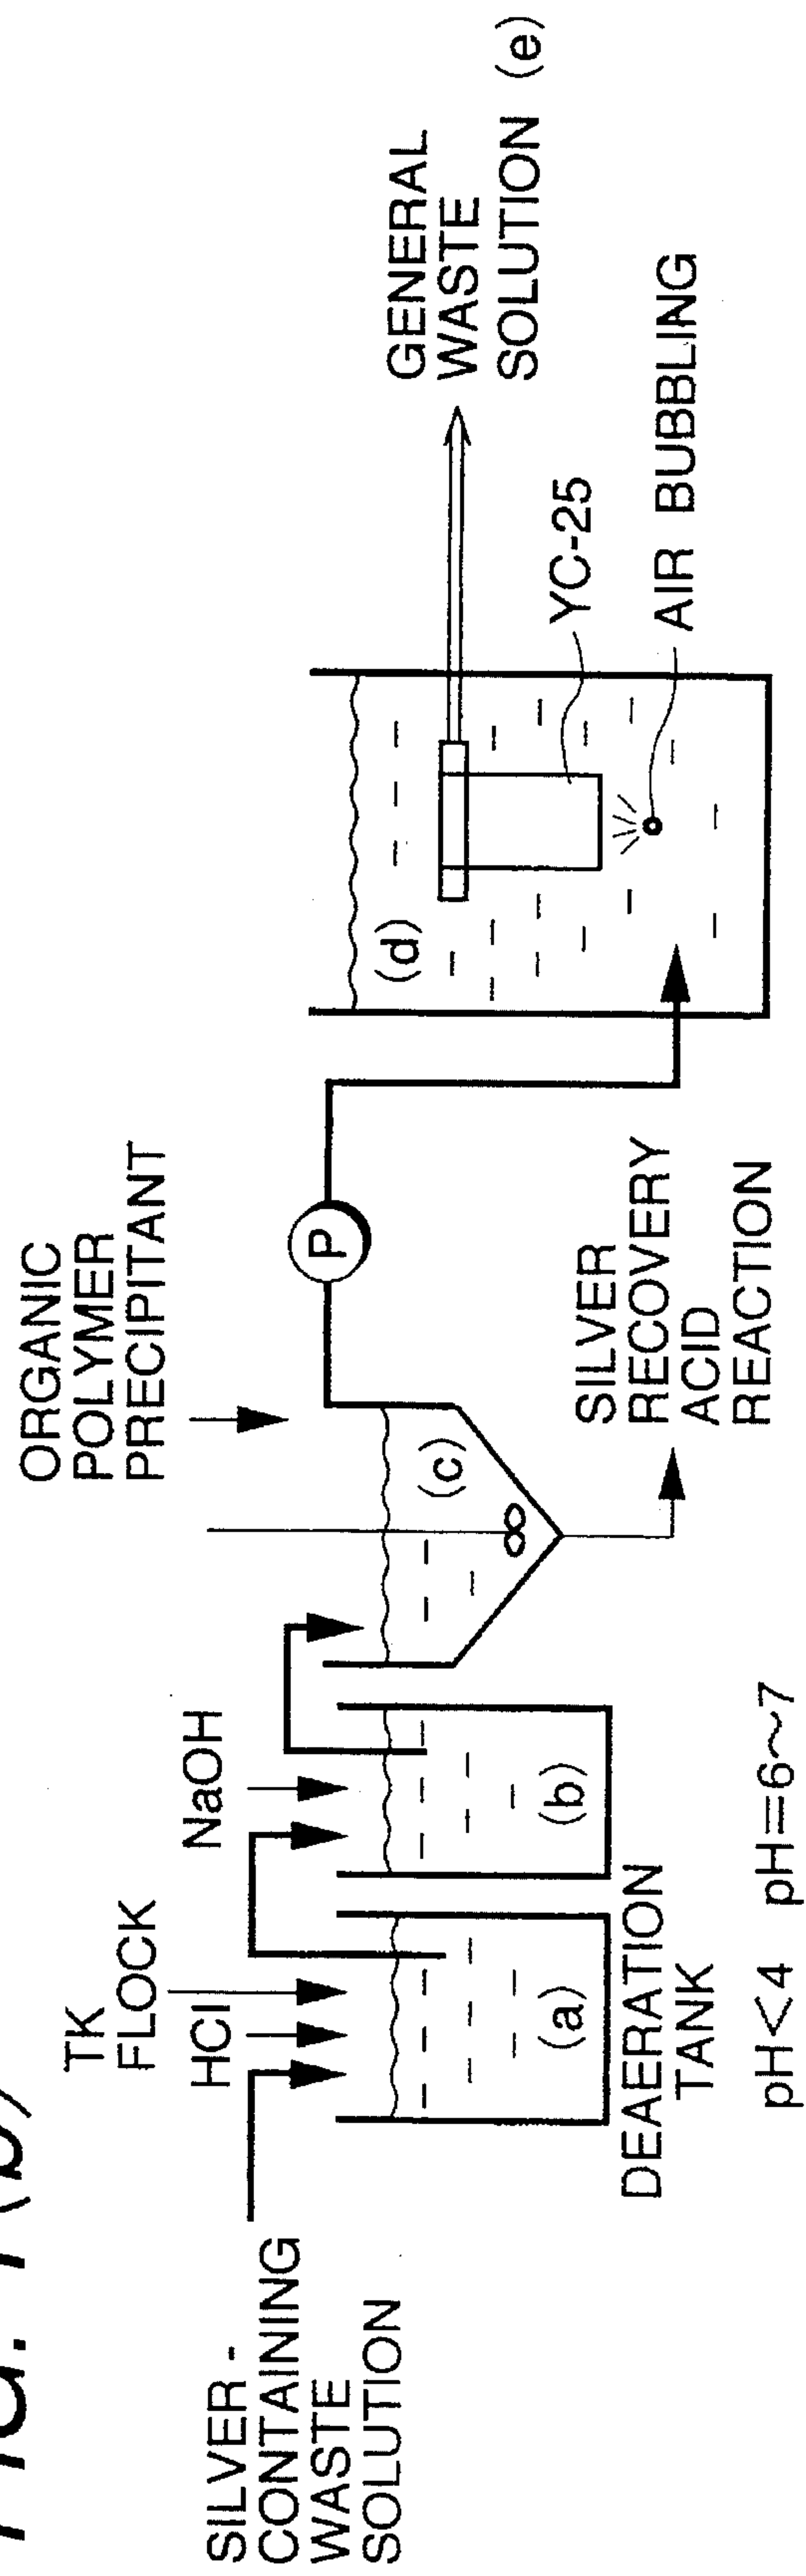 FIG. 1(b)
SILVER -
CONTAINING
WASTE
SOLUTION
TK
FLOCK
HCl
NaOH
ORGANIC
POLYMER
PRECIPITANT
(a)
(b)
(c)
P
(d)
DEAERATION
TANK
pH<4 pH=6~7
SILVER
RECOVERY
ACID
REACTION
YC-25
AIR BUBBLING
GENERAL
WASTE
SOLUTION (e)